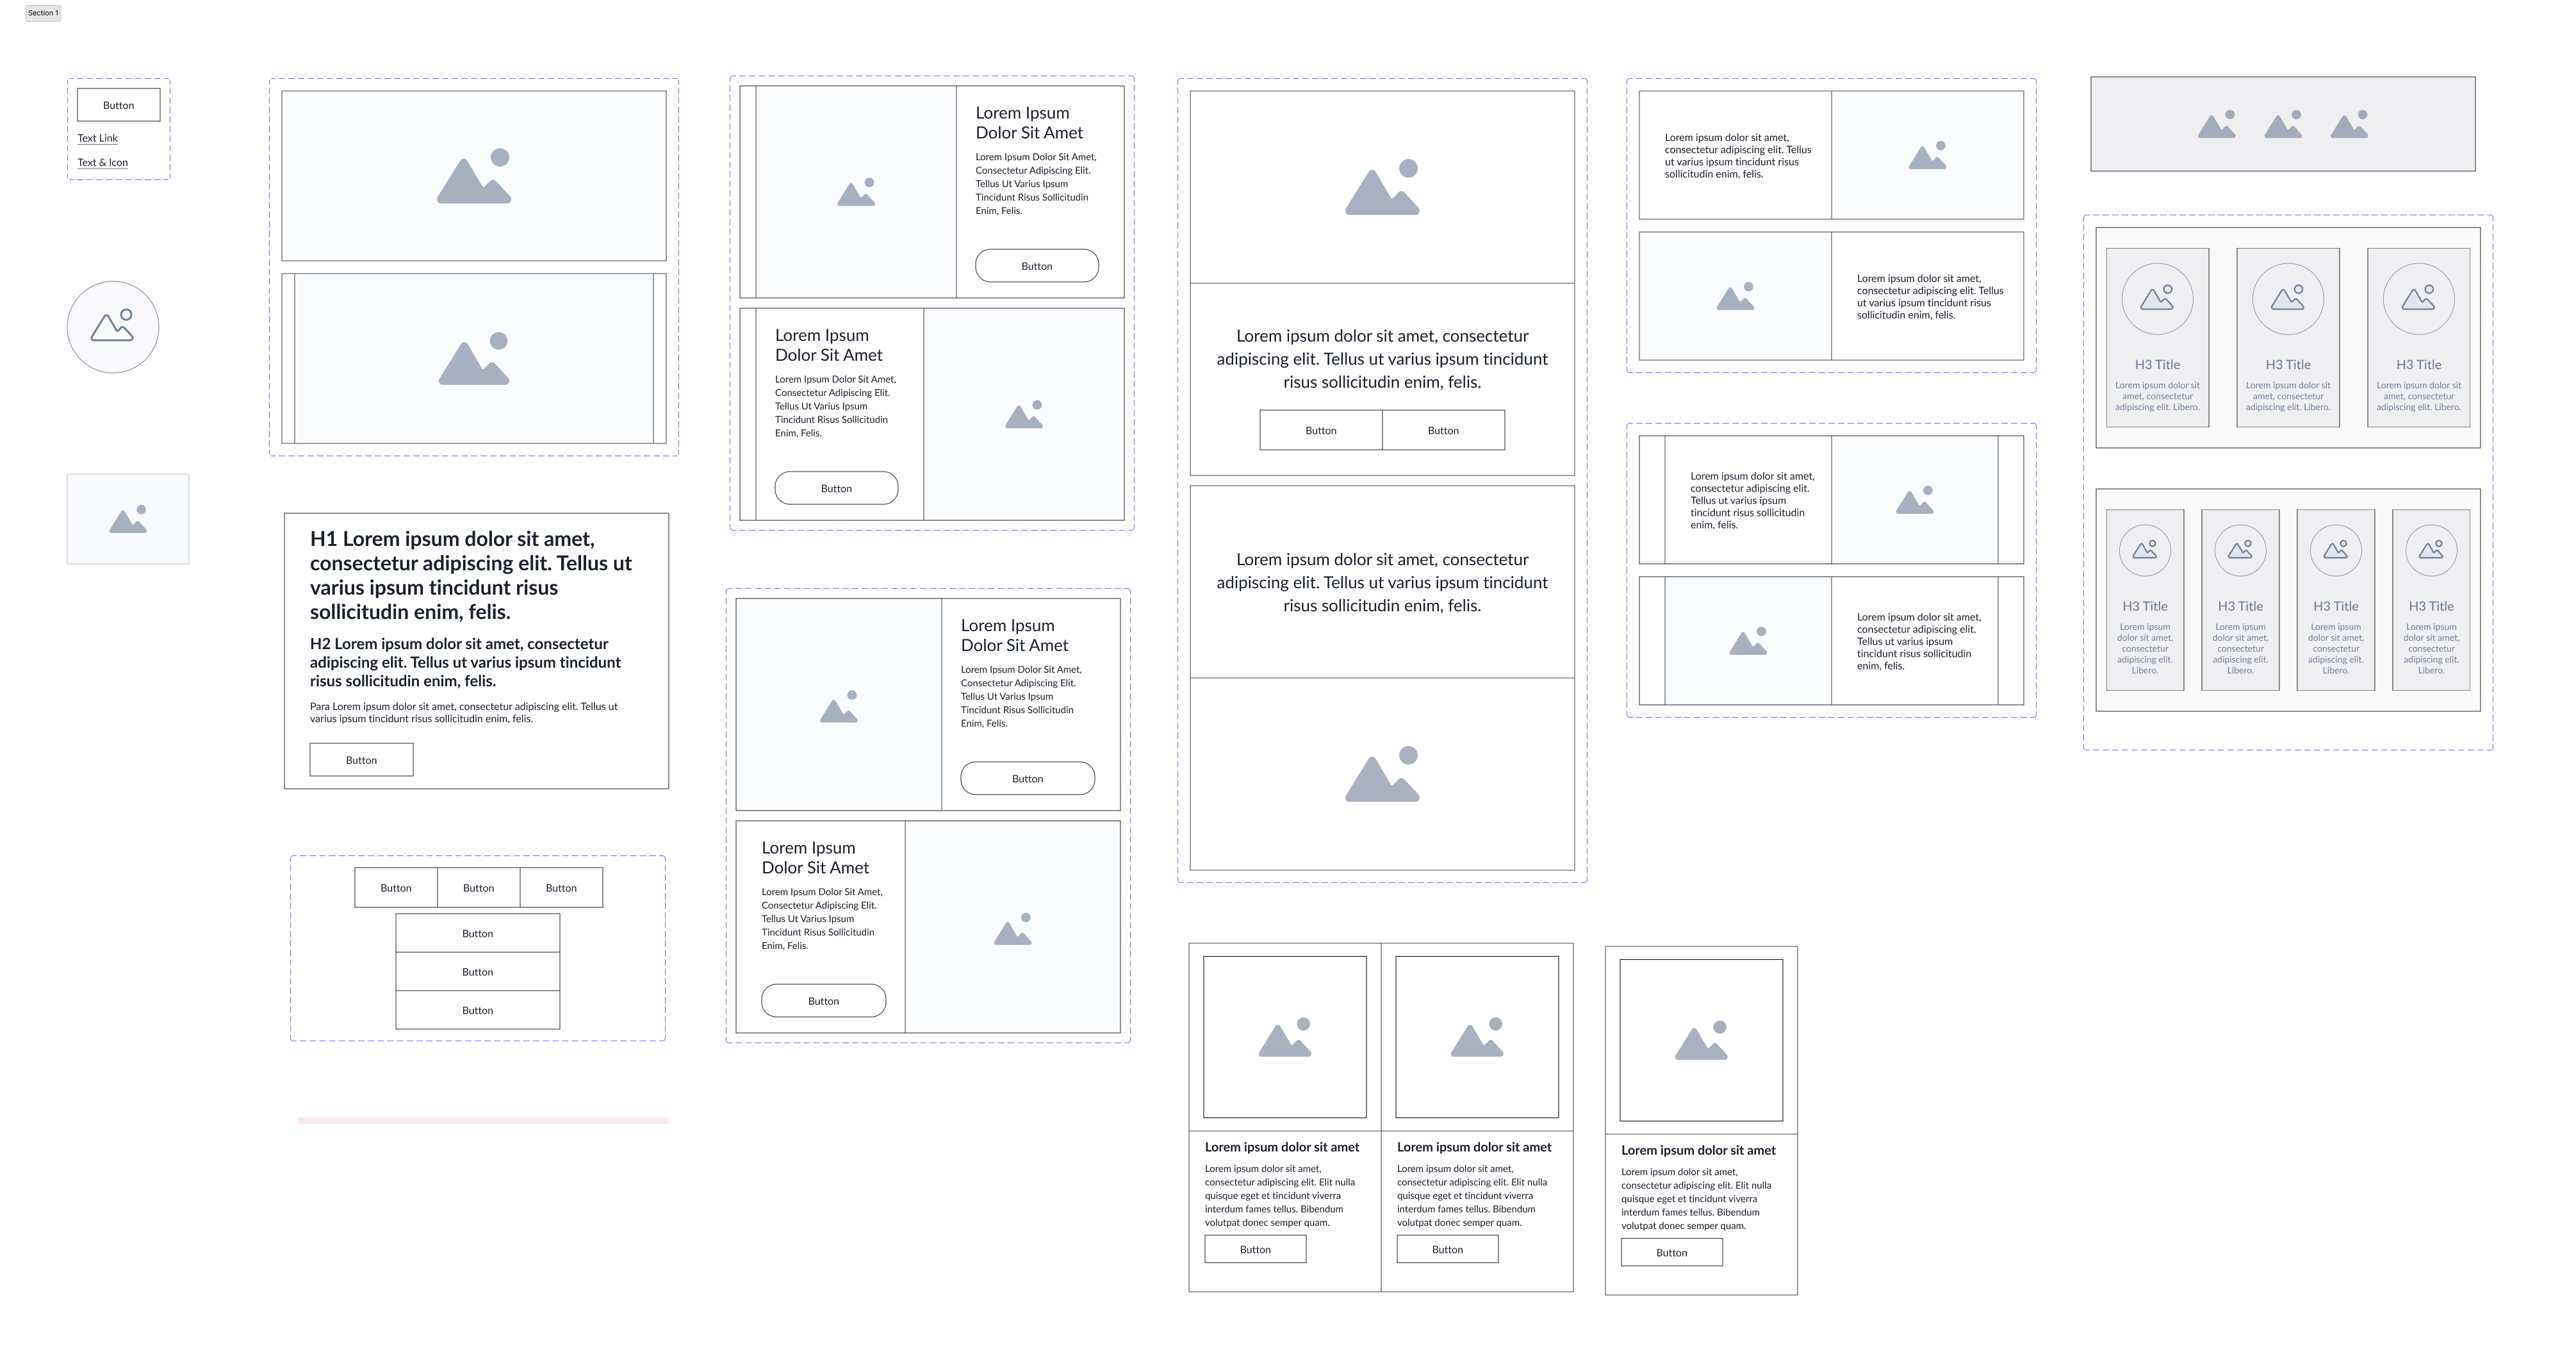 Section 1
Button
Text Link
Text & Icon
H1 Lorem ipsum dolor sit amet,
consectetur adipiscing elit. Tellus ut
varius ipsum tincidunt risus
sollicitudin enim, felis.
H2 Lorem ipsum dolor sit amet, consectetur
adipiscing elit. Tellus ut varius ipsum tincidunt
risus sollicitudin enim, felis.
Para Lorem ipsum dolor sit amet, consectetur adipiscing elit. Tellus ut
varius ipsum tincidunt risus sollicitudin enim, felis.
Button
Button Button Button
Button
Button
Button
Lorem Ipsum
Dolor Sit Amet
Lorem Ipsum Dolor Sit Amet,
Consectetur Adipiscing Elit.
Tellus Ut Varius Ipsum
Tincidunt Risus Sollicitudin
Enim, Felis.
Button
Lorem Ipsum
Dolor Sit Amet
Lorem Ipsum Dolor Sit Amet,
Consectetur Adipiscing Elit.
Tellus Ut Varius Ipsum
Tincidunt Risus Sollicitudin
Enim, Felis.
Button
Lorem Ipsum
Dolor Sit Amet
Lorem Ipsum Dolor Sit Amet,
Consectetur Adipiscing Elit.
Tellus Ut Varius Ipsum
Tincidunt Risus Sollicitudin
Enim, Felis.
Button
Lorem Ipsum
Dolor Sit Amet
Lorem Ipsum Dolor Sit Amet,
Consectetur Adipiscing Elit.
Tellus Ut Varius Ipsum
Tincidunt Risus Sollicitudin
Enim, Felis.
Button
Lorem ipsum dolor sit amet, consectetur
adipiscing elit. Tellus ut varius ipsum tincidunt
risus sollicitudin enim, felis.
Button Button
Lorem ipsum dolor sit amet, consectetur
adipiscing elit. Tellus ut varius ipsum tincidunt
risus sollicitudin enim, felis.
Lorem ipsum dolor sit amet
Lorem ipsum dolor sit amet,
consectetur adipiscing elit. Elit nulla
quisque eget et tincidunt viverra
interdum fames tellus. Bibendum
volutpat donec semper quam.
Button
Lorem ipsum dolor sit amet
Lorem ipsum dolor sit amet,
consectetur adipiscing elit. Elit nulla
quisque eget et tincidunt viverra
interdum fames tellus. Bibendum
volutpat donec semper quam.
Button
Lorem ipsum dolor sit amet
Lorem ipsum dolor sit amet,
consectetur adipiscing elit. Elit nulla
quisque eget et tincidunt viverra
interdum fames tellus. Bibendum
volutpat donec semper quam.
Button
Lorem ipsum dolor sit amet,
consectetur adipiscing elit. Tellus
ut varius ipsum tincidunt risus
sollicitudin enim, felis.
Lorem ipsum dolor sit amet,
consectetur adipiscing elit. Tellus
ut varius ipsum tincidunt risus
sollicitudin enim, felis.
Lorem ipsum dolor sit amet,
consectetur adipiscing elit.
Tellus ut varius ipsum
tincidunt risus sollicitudin
enim, felis.
Lorem ipsum dolor sit amet,
consectetur adipiscing elit.
Tellus ut varius ipsum
tincidunt risus sollicitudin
enim, felis.
H3 Title
Lorem ipsum dolor sit
amet, consectetur
adipiscing elit. Libero.
H3 Title
Lorem ipsum dolor sit
amet, consectetur
adipiscing elit. Libero.
H3 Title
Lorem ipsum dolor sit
amet, consectetur
adipiscing elit. Libero.
H3 Title
Lorem ipsum
dolor sit amet,
consectetur
adipiscing elit.
Libero.
H3 Title
Lorem ipsum
dolor sit amet,
consectetur
adipiscing elit.
Libero.
H3 Title
Lorem ipsum
dolor sit amet,
consectetur
adipiscing elit.
Libero.
H3 Title
Lorem ipsum
dolor sit amet,
consectetur
adipiscing elit.
Libero.